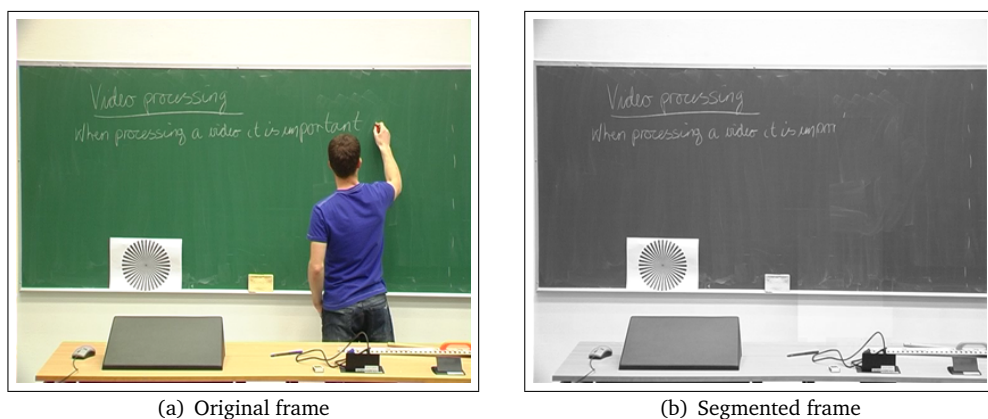 Video processing
When processing a video it is important
Video processing
When processing a video it is impor
(a) Original frame
(b) Segmented frame